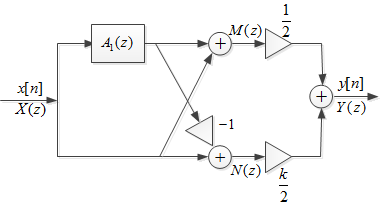 M(z)
1
2
A₁(z)
x[n]
X(z)
−1
y[n]
Y(z)
N(z)
k
2